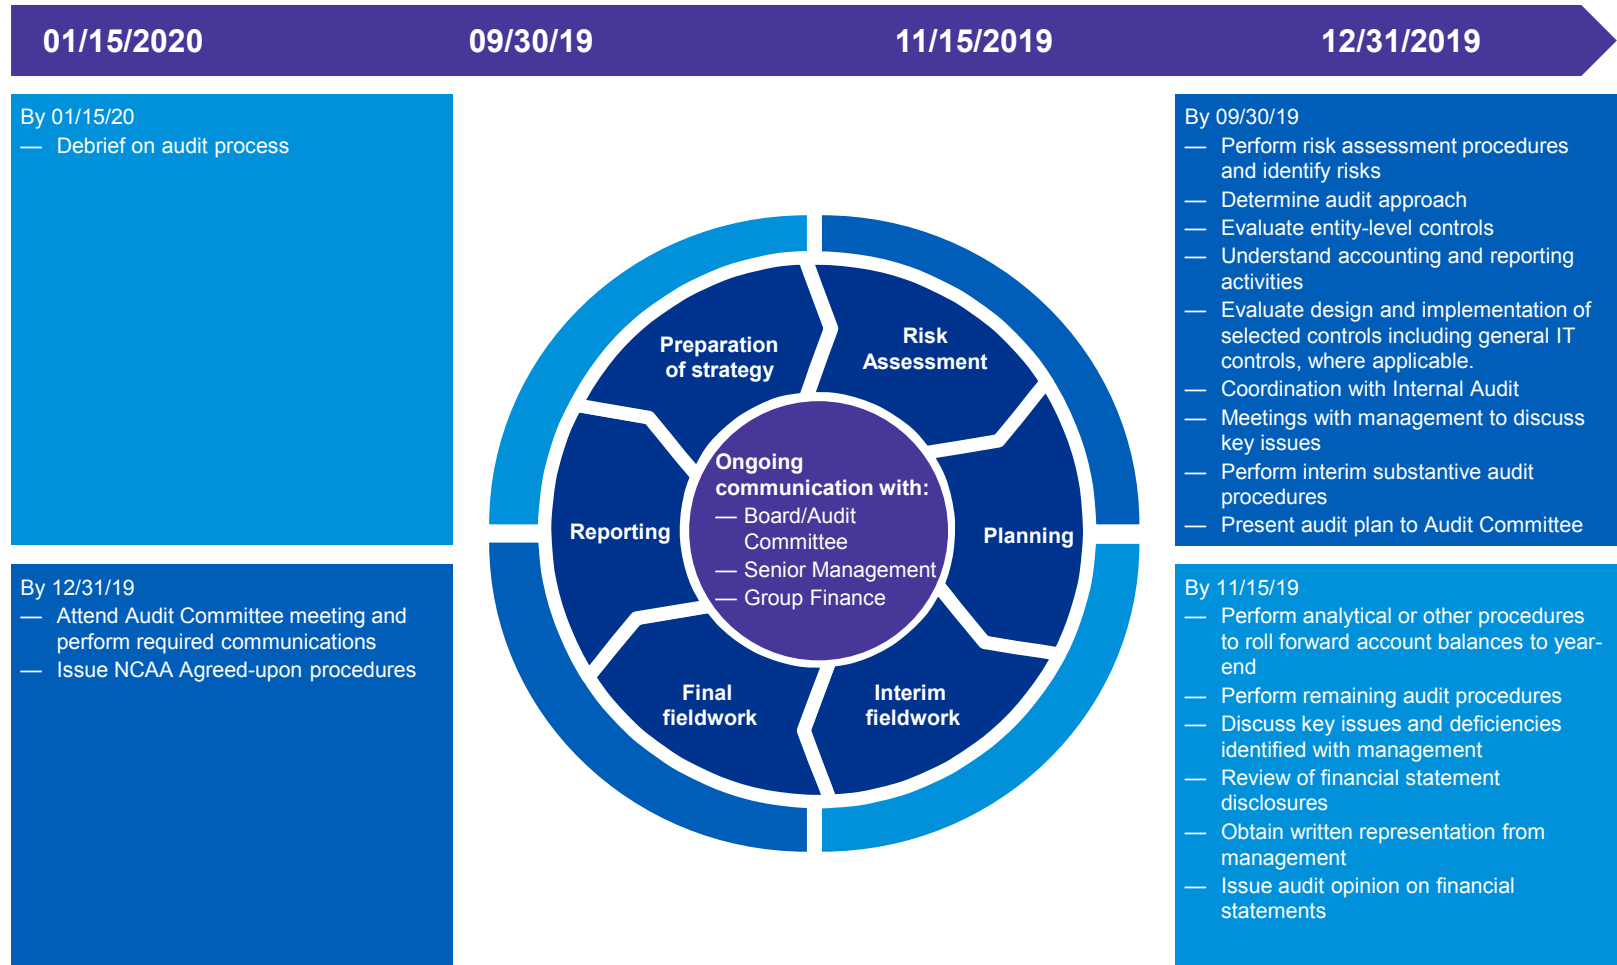 01/15/2020 09/30/19 11/15/2019 12/31/2019
By 01/15/20
— Debrief on audit process
By 12/31/19
— Attend Audit Committee meeting and
perform required communications
— Issue NCAA Agreed-upon procedures
Preparation
of strategy
Risk
Assessment
Planning
Interim
fieldwork
Final
fieldwork
Reporting
Ongoing
communication with:
— Board/Audit
Committee
— Senior Management
— Group Finance
By 09/30/19
— Perform risk assessment procedures
and identify risks
— Determine audit approach
— Evaluate entity-level controls
— Understand accounting and reporting
activities
— Evaluate design and implementation of
selected controls including general IT
controls, where applicable.
— Coordination with Internal Audit
— Meetings with management to discuss
key issues
— Perform interim substantive audit
procedures
— Present audit plan to Audit Committee
By 11/15/19
— Perform analytical or other procedures
to roll forward account balances to year-
end
— Perform remaining audit procedures
— Discuss key issues and deficiencies
identified with management
— Review of financial statement
disclosures
— Obtain written representation from
management
— Issue audit opinion on financial
statements